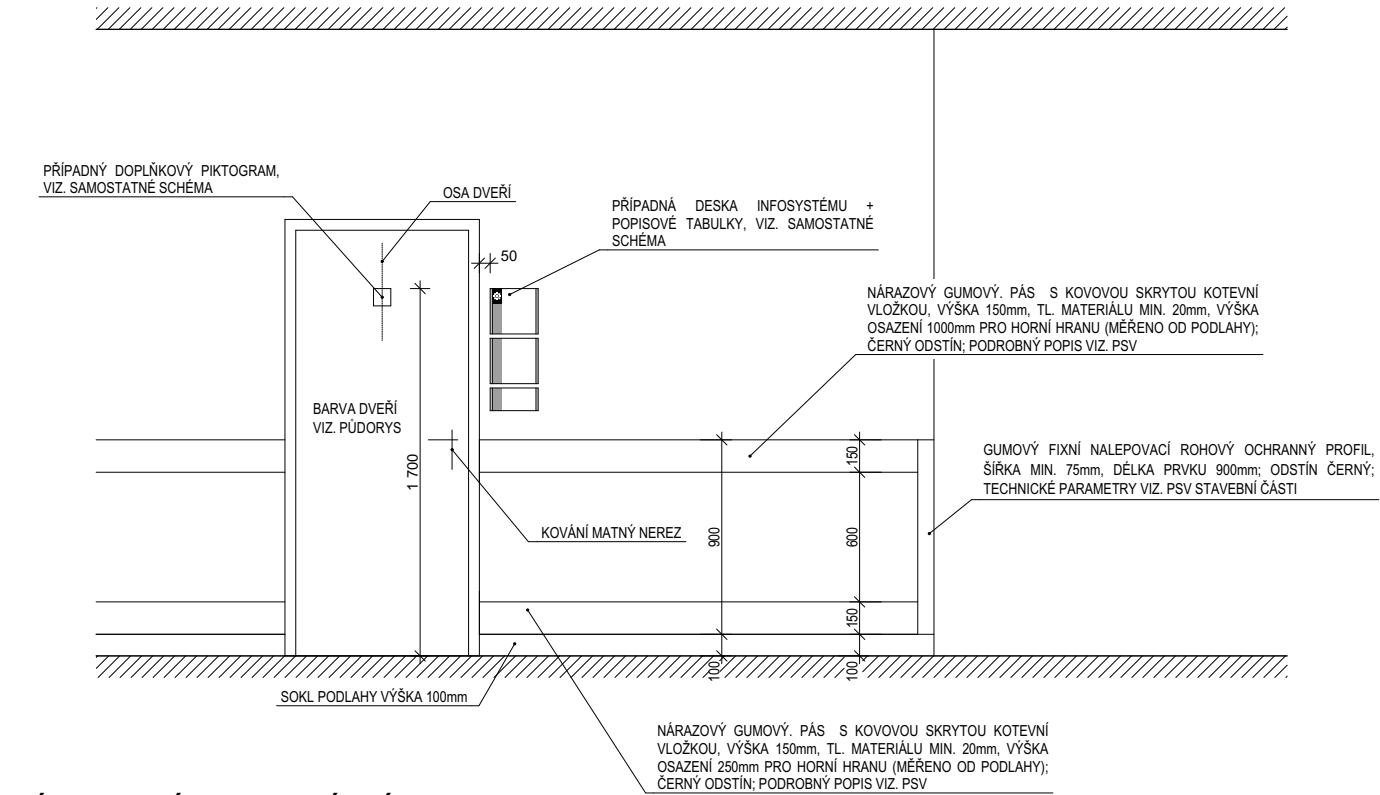 PŘÍPADNÝ DOPLŇKOVÝ PIKTOGRAM,
VIZ. SAMOSTATNÉ SCHÉMA
OSA DVEŘÍ
PŘÍPADNÁ DESKA INFOSYSTÉMU +
POPISOVÉ TABULKY, VIZ. SAMOSTATNÉ
SCHÉMA
50
NÁRAZOVÝ GUMOVÝ. PÁS S KOVOVOU SKRYTOU KOTEVNÍ
VLOŽKOU, VÝŠKA 150mm, TL. MATERIÁLU MIN. 20mm, VÝŠKA
OSAZENÍ 1000mm PRO HORNÍ HRANU (MĚŘENO OD PODLAHY);
ČERNÝ ODSTÍN; PODROBNÝ POPIS VIZ. PSV
BARVA DVEŘÍ
VIZ. PŮDORYS
1 700
150
GUMOVÝ FIXNÍ NALEPOVACÍ ROHOVÝ OCHRANNÝ PROFIL,
ŠÍŘKA MIN. 75mm, DÉLKA PRVKU 900mm; ODSTÍN ČERNÝ;
TECHNICKÉ PARAMETRY VIZ. PSV STAVEBNÍ ČÁSTI
KOVÁNÍ MATNÝ NEREZ
900
600
150
100
100
SOKL PODLAHY VÝŠKA 100mm
NÁRAZOVÝ GUMOVÝ. PÁS S KOVOVOU SKRYTOU KOTEVNÍ
VLOŽKOU, VÝŠKA 150mm, TL. MATERIÁLU MIN. 20mm, VÝŠKA
OSAZENÍ 250mm PRO HORNÍ HRANU (MĚŘENO OD PODLAHY);
ČERNÝ ODSTÍN; PODROBNÝ POPIS VIZ. PSV